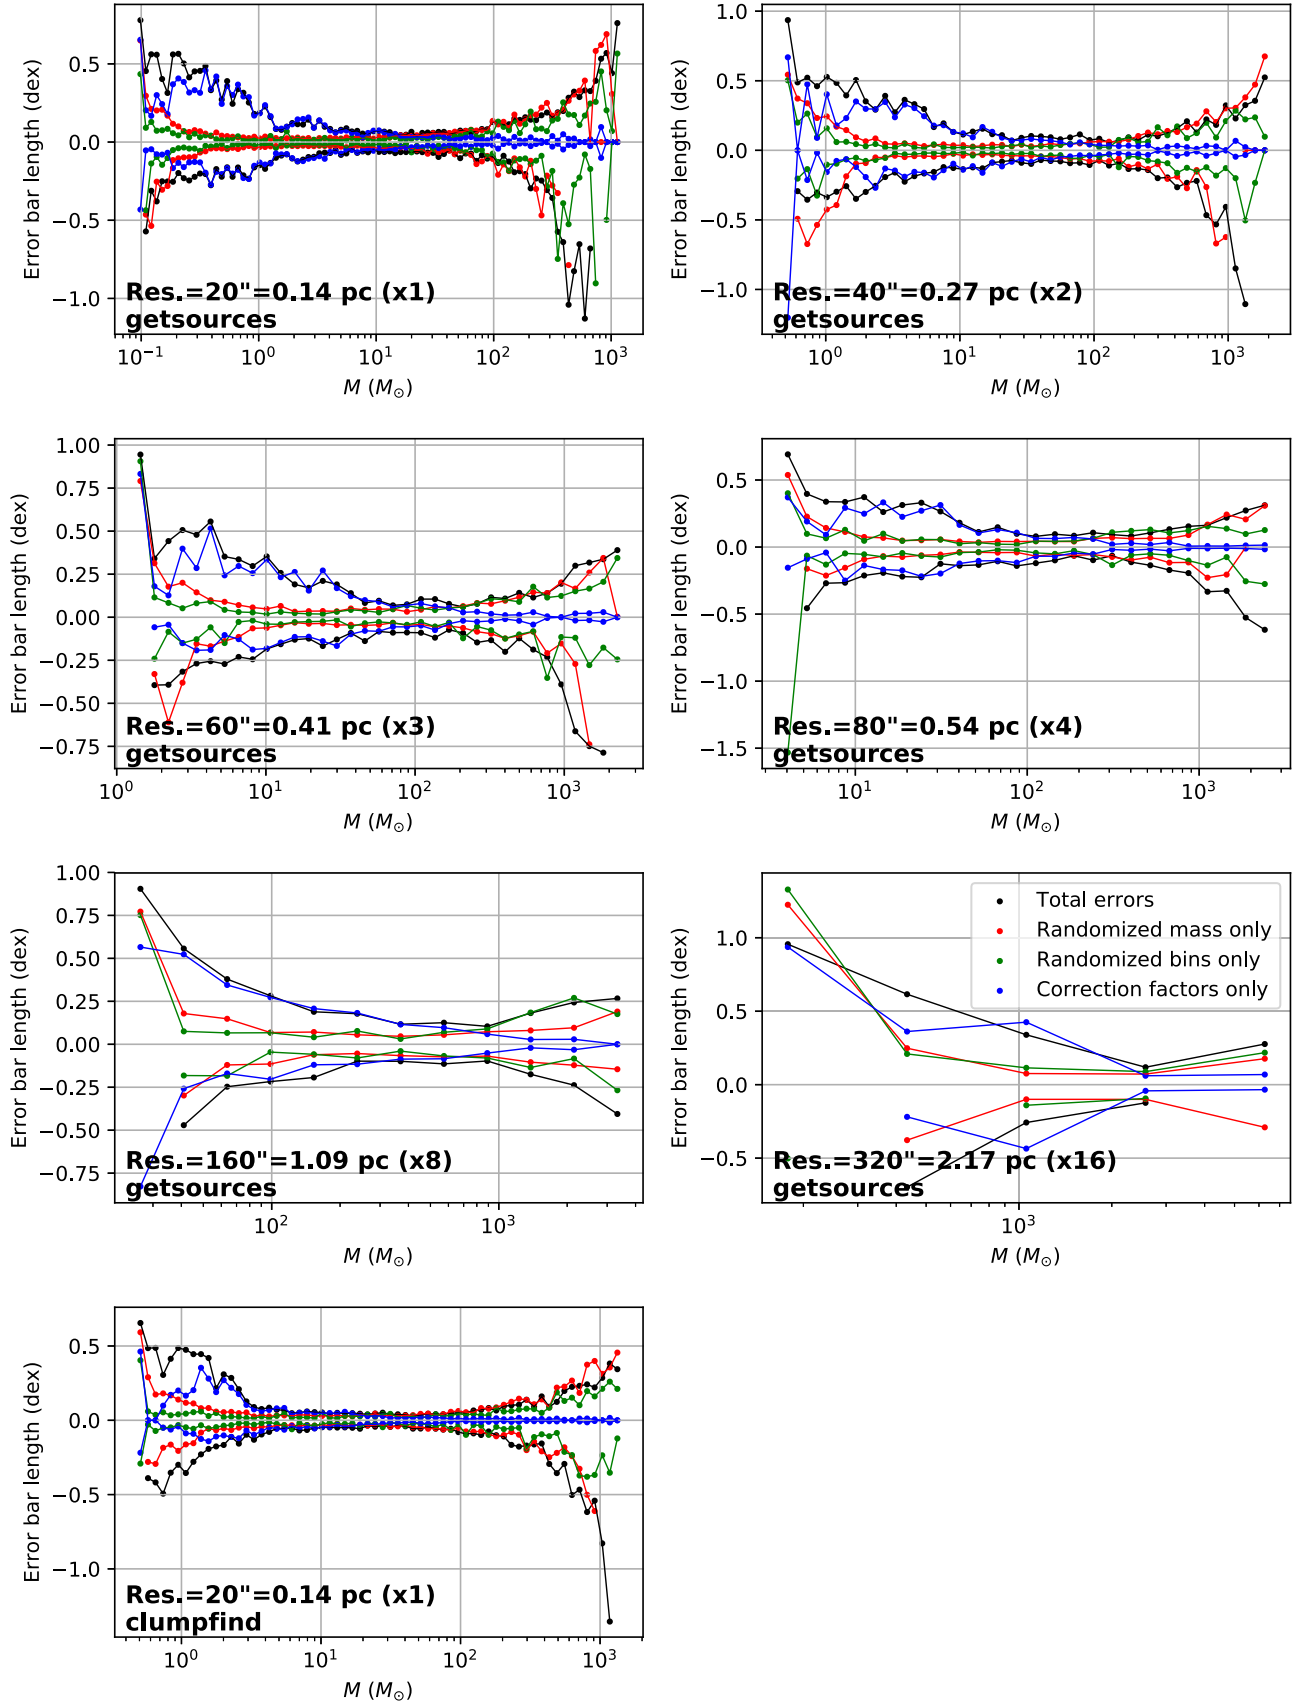 0.5
0.0
−0.5
−1.0
Error bar length (dex)
Res.=20"=0.14 pc (x1)
getsources
10⁻¹ 10⁰ 10¹ 10² 10³
M (M☉)
1.0
0.5
0.0
−0.5
−1.0
Error bar length (dex)
Res.=40"=0.27 pc (x2)
getsources
10⁰ 10¹ 10² 10³
M (M☉)
1.00
0.75
0.50
0.25
0.00
−0.25
−0.50
−0.75
Error bar length (dex)
Res.=60"=0.41 pc (x3)
getsources
10⁰ 10¹ 10² 10³
M (M☉)
0.5
0.0
−0.5
−1.0
−1.5
Error bar length (dex)
Res.=80"=0.54 pc (x4)
getsources
10¹ 10² 10³
M (M☉)
1.00
0.75
0.50
0.25
0.00
−0.25
−0.50
−0.75
Error bar length (dex)
Res.=160"=1.09 pc (x8)
getsources
10² 10³
M (M☉)
1.0
0.5
0.0
−0.5
Error bar length (dex)
Total errors
Randomized mass only
Randomized bins only
Correction factors only
Res.=320"=2.17 pc (x16)
getsources
10³
M (M☉)
0.5
0.0
−0.5
−1.0
Error bar length (dex)
Res.=20"=0.14 pc (x1)
clumpfind
10⁰ 10¹ 10² 10³
M (M☉)